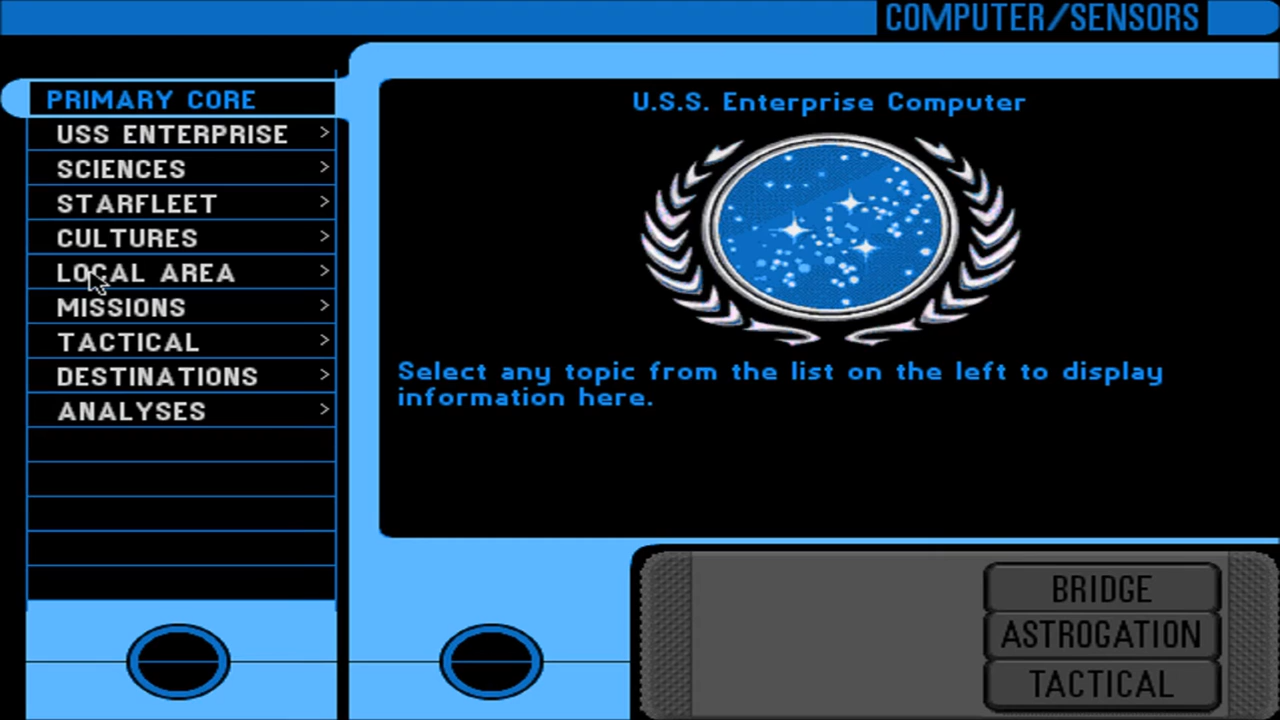 COMPUTER/SENSORS
PRIMARY CORE
USS ENTERPRISE >
SCIENCES >
STARFLEET >
CULTURES >
LOCAL AREA >
MISSIONS >
TACTICAL >
DESTINATIONS >
ANALYSES >
U.S.S. Enterprise Computer
Select any topic from the list on the left to display
information here.
BRIDGE
ASTROGATION
TACTICAL